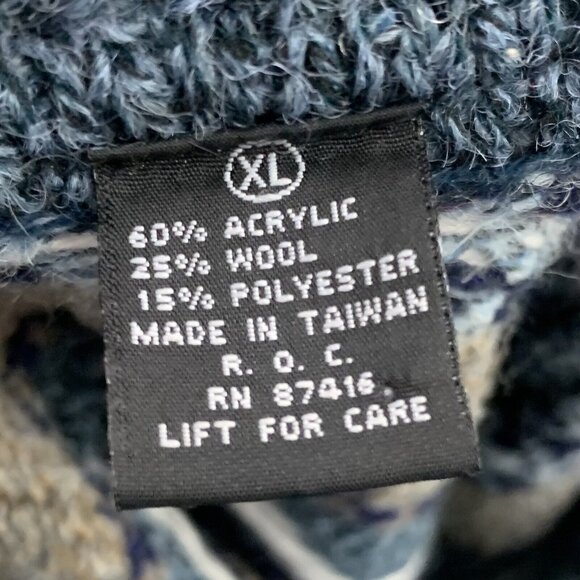 XL
60% ACRYLIC
25% WOOL
15% POLYESTER
MADE IN TAIWAN
R. O. C.
RN 87416
LIFT FOR CARE